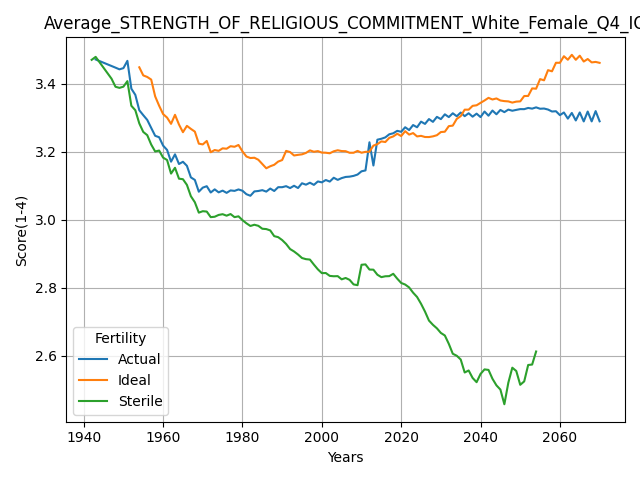 Average_STRENGTH_OF_RELIGIOUS_COMMITMENT_White_Female_Q4_IC
Score(1-4)
3.4
3.2
3.0
2.8
2.6
Fertility
Actual
Ideal
Sterile
1940 1960 1980 2000 2020 2040 2060
Years